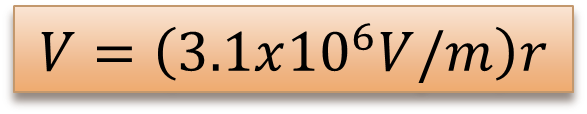 V = (3.1x10⁶V/m)r